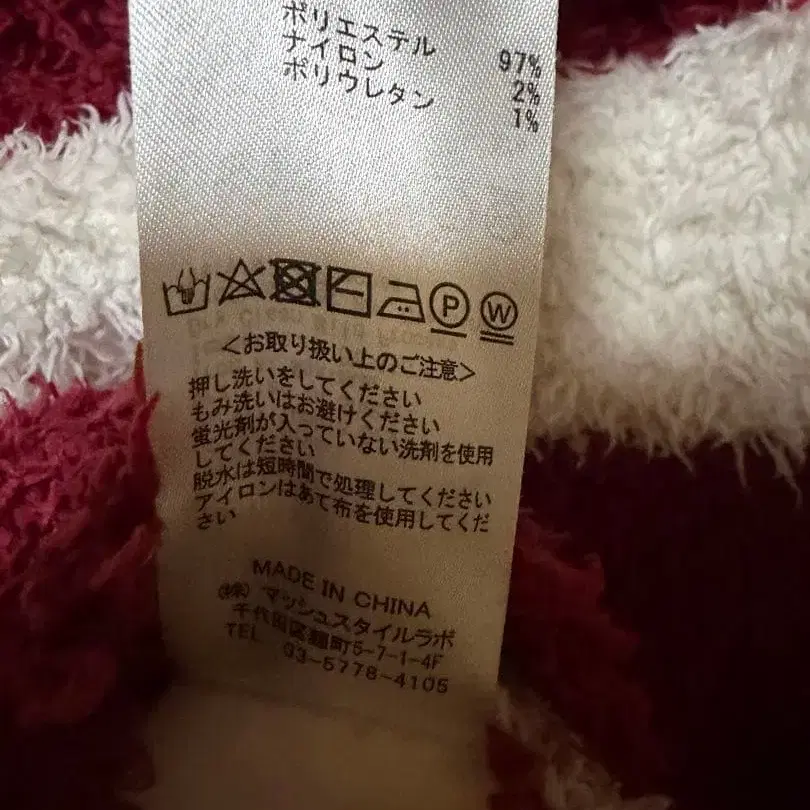 ポリエステル 97%
ナイロン 2%
ポリウレタン 1%
P W
<お取り扱い上のご注意>
押し洗いをしてください
もみ洗いはお避けください
蛍光剤が入っていない洗剤を使用
してください
脱水は短時間で処理してください
アイロンはあて布を使用してくだ
さい
MADE IN CHINA
(株) マッシュスタイルラボ
千代田区麹町5-7-1-4F
TEL 03-5778-4105